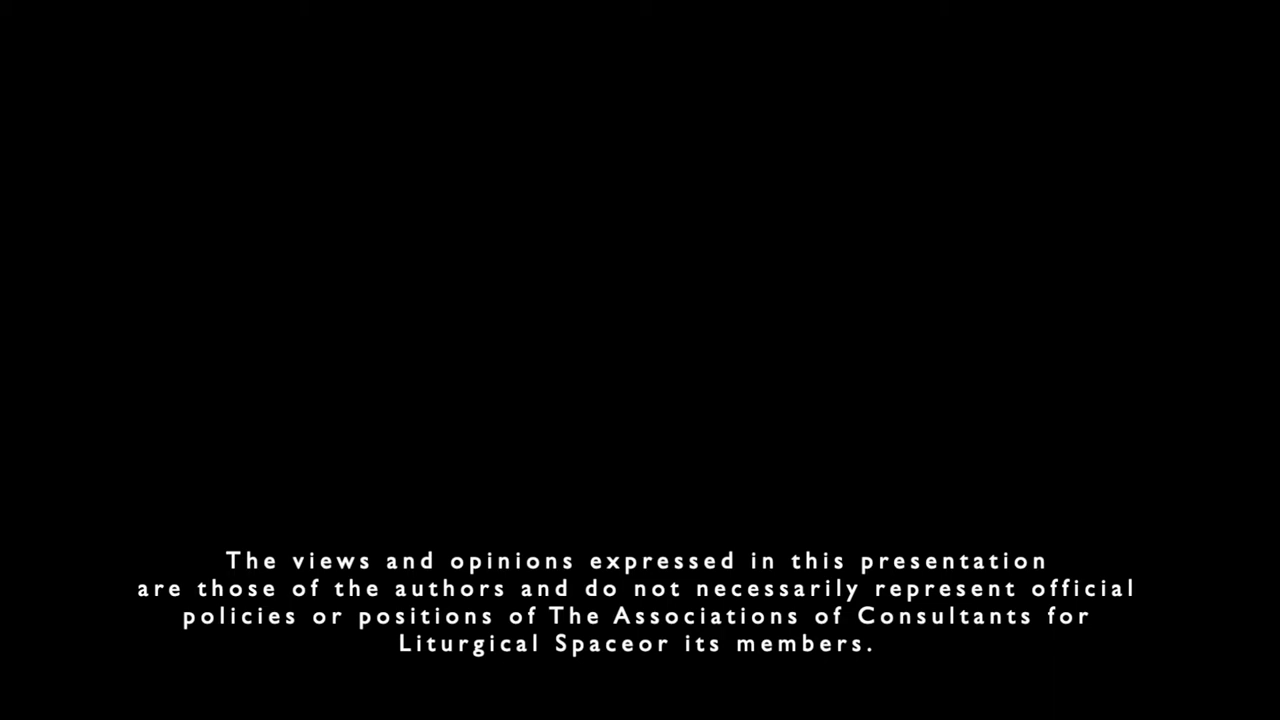 The views and opinions expressed in this presentation
are those of the authors and do not necessarily represent official
policies or positions of The Associations of Consultants for
Liturgical Spaceor its members.